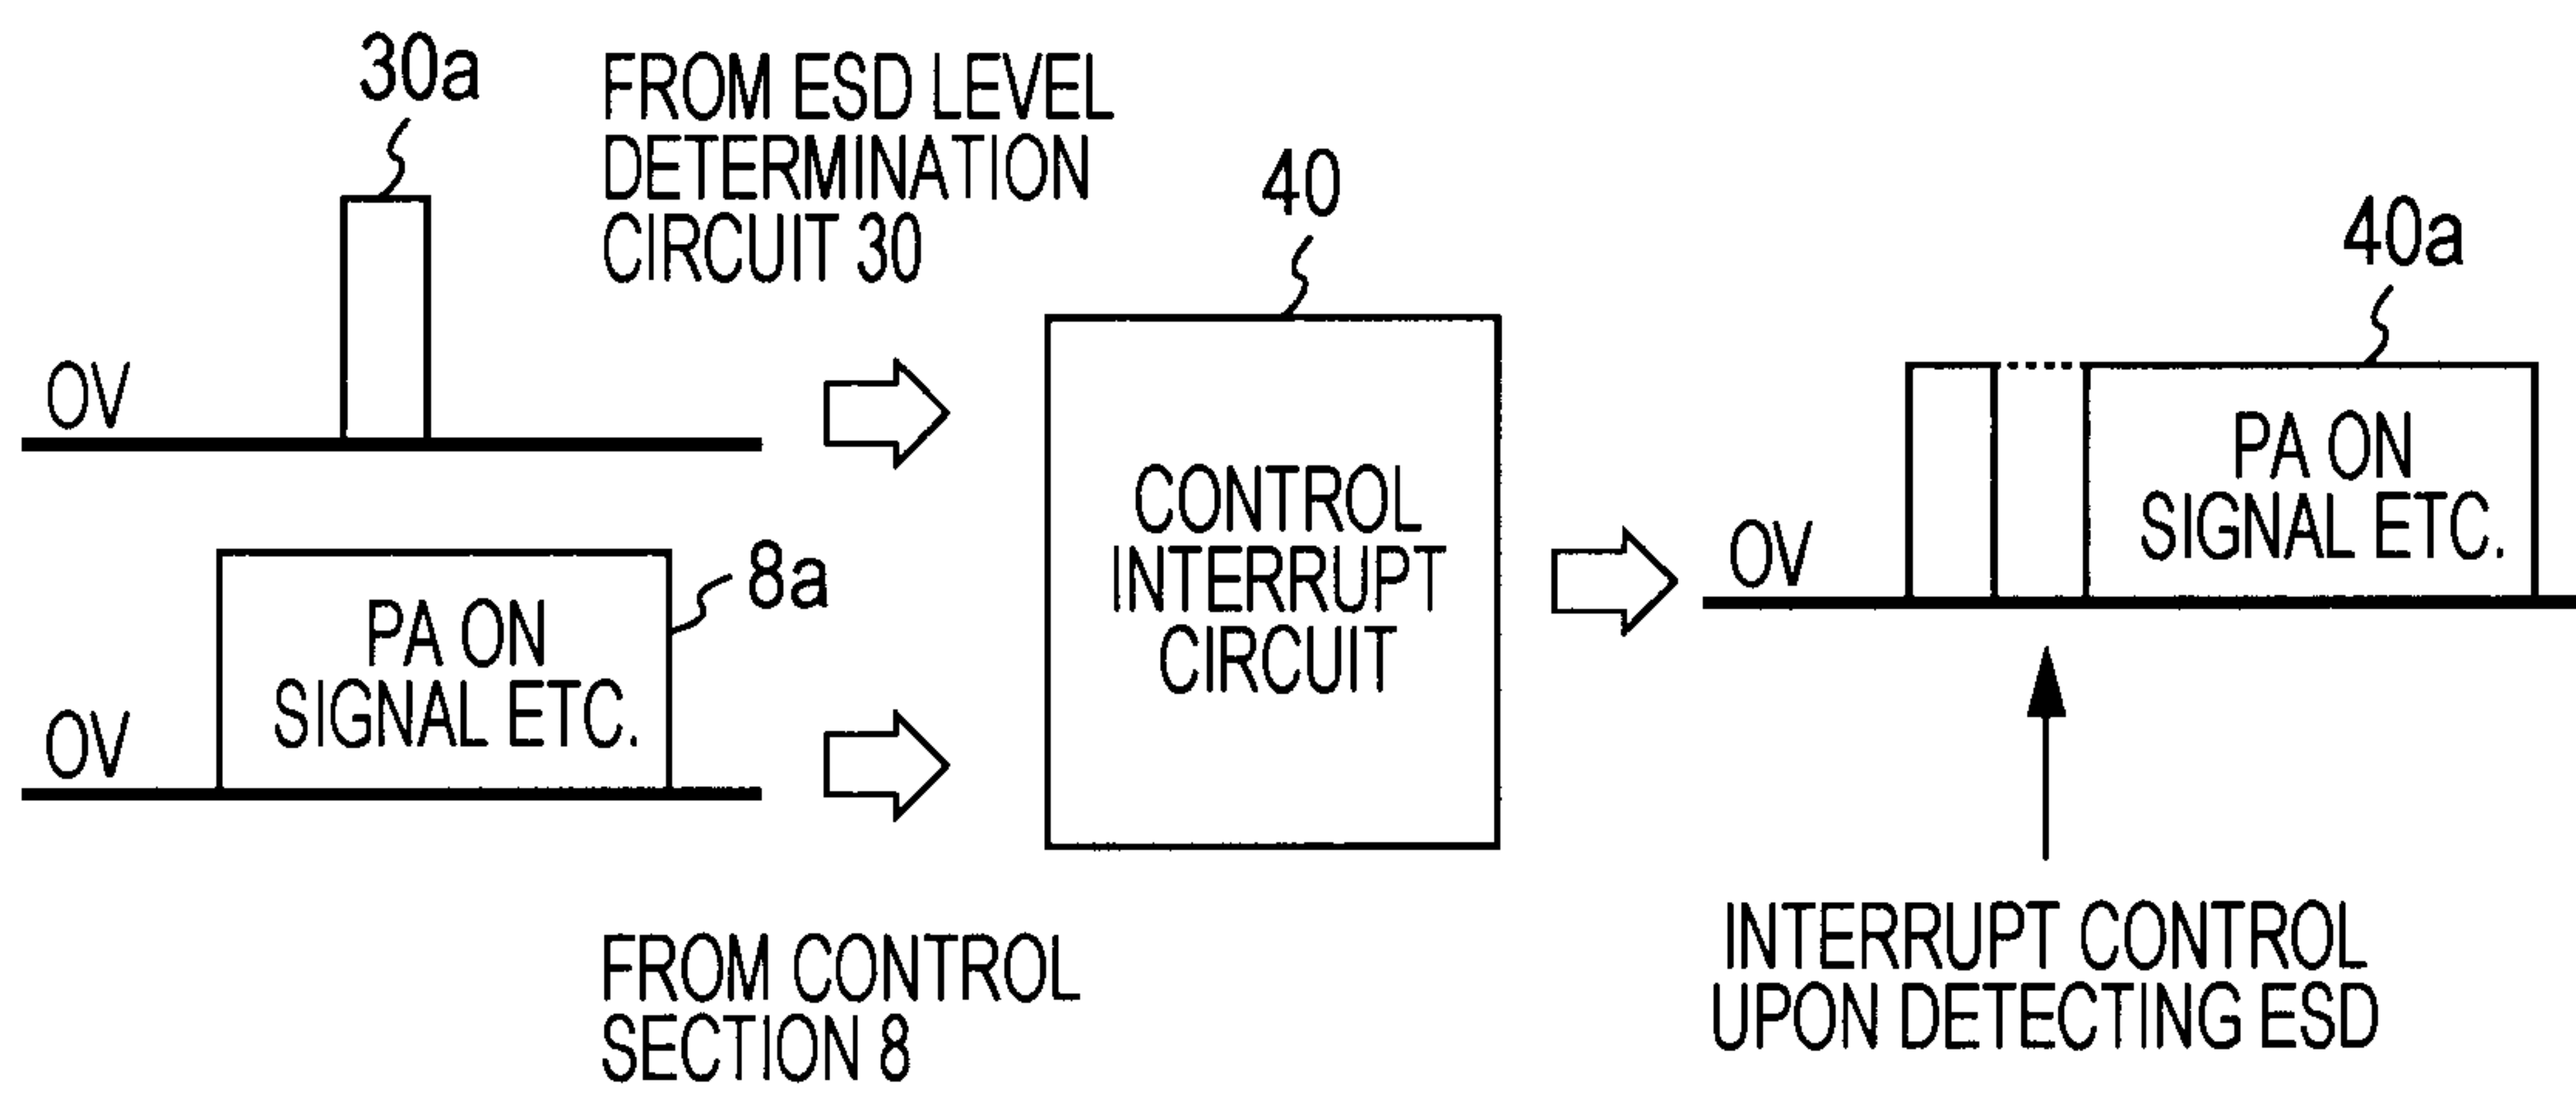 30a
FROM ESD LEVEL
DETERMINATION
CIRCUIT 30
0V
8a
PA ON
SIGNAL ETC.
0V
FROM CONTROL
SECTION 8
40
CONTROL
INTERRUPT
CIRCUIT
40a
PA ON
SIGNAL ETC.
0V
INTERRUPT CONTROL
UPON DETECTING ESD